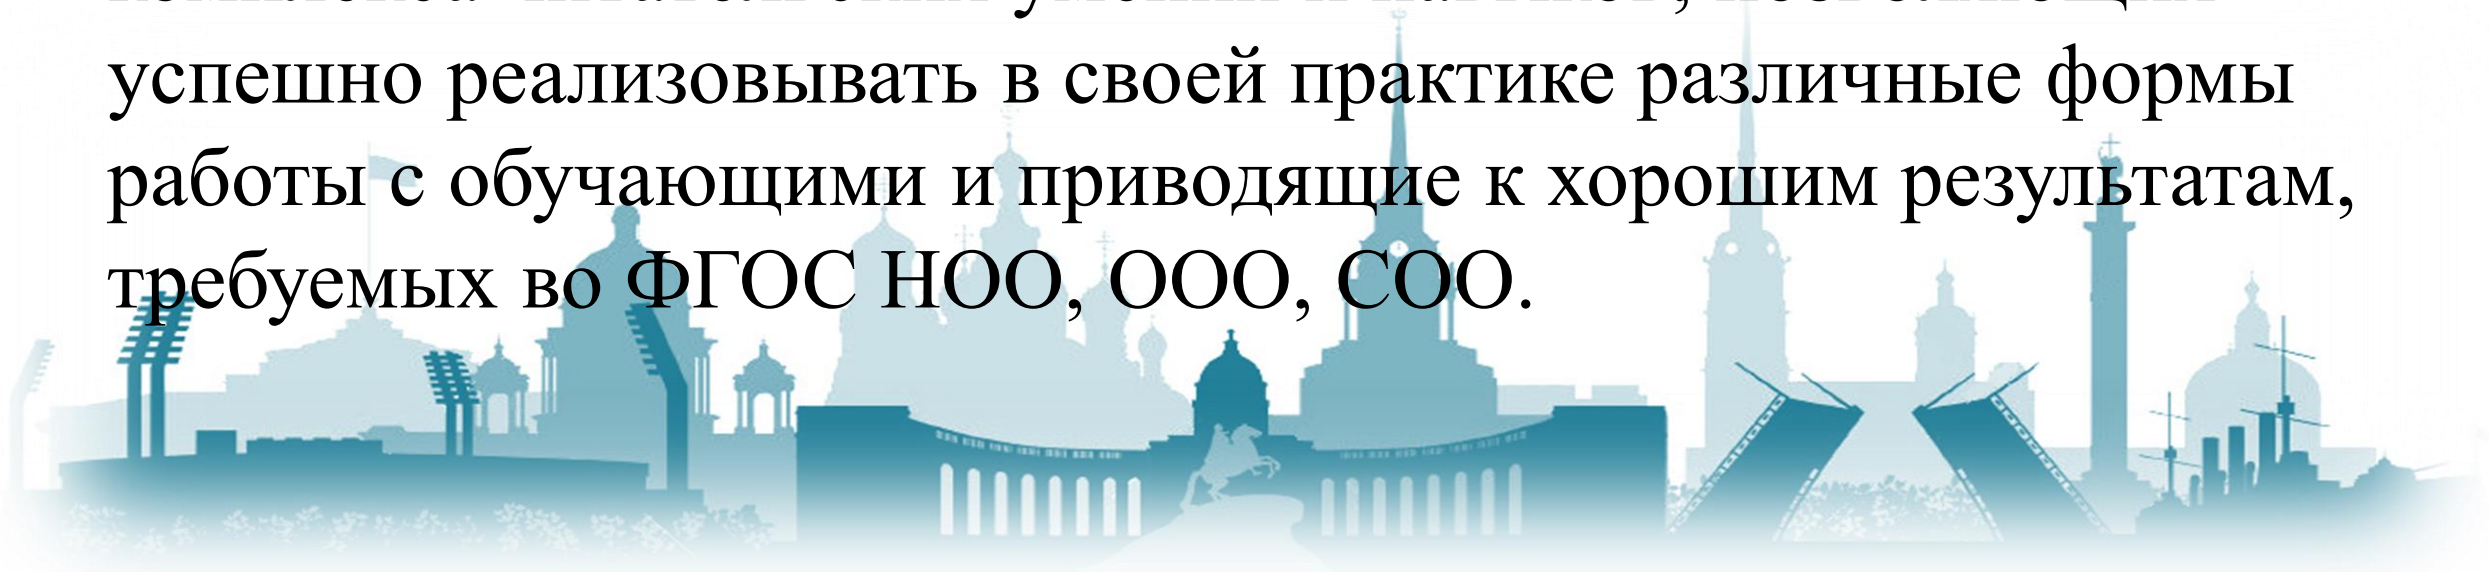 успешно реализовывать в своей практике различные формы
работы с обучающими и приводящие к хорошим результатам,
требуемых во ФГОС НОО, ООО, СОО.